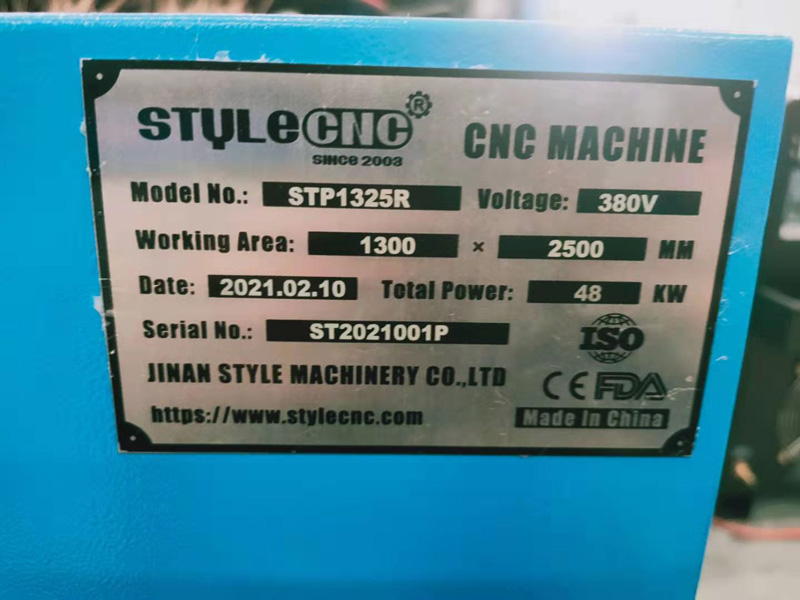 STYLECNC ®
SINCE 2003
CNC MACHINE
Model No.: STP1325R Voltage: 380V
Working Area: 1300 × 2500 MM
Date: 2021.02.10 Total Power: 48 KW
Serial No.: ST2021001P
ISO
JINAN STYLE MACHINERY CO.,LTD
CE FDA
https://www.stylecnc.com
Made In China